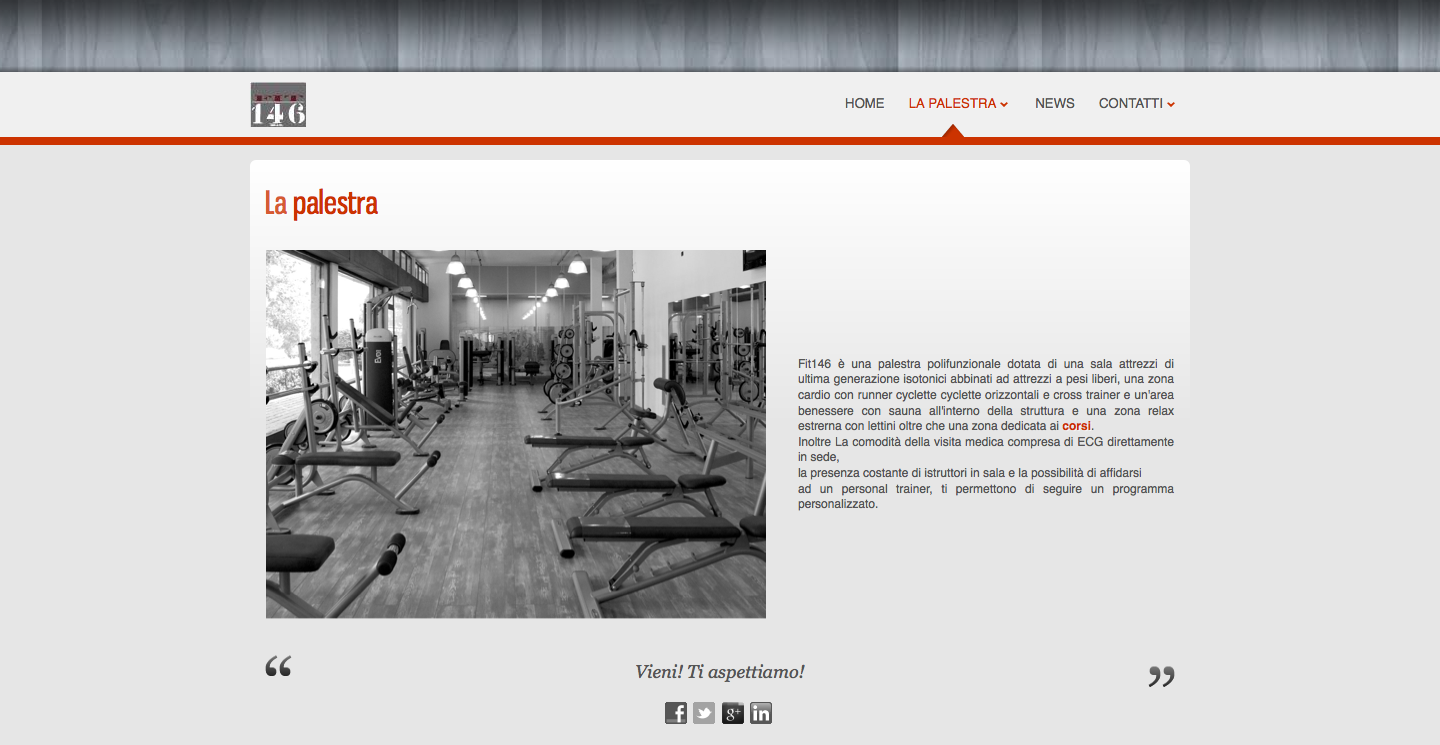 FIT
146
HOME
LA PALESTRA
NEWS
CONTATTI
La palestra
Evox
Fit146 è una palestra polifunzionale dotata di una sala attrezzi di
ultima generazione isotonici abbinati ad attrezzi a pesi liberi, una zona
cardio con runner cyclette cyclette orizzontali e cross trainer e un'area
benessere con sauna all'interno della struttura e una zona relax
estrerna con lettini oltre che una zona dedicata ai corsi.
Inoltre La comodità della visita medica compresa di ECG direttamente
in sede,
la presenza costante di istruttori in sala e la possibilità di affidarsi
ad un personal trainer, ti permettono di seguire un programma
personalizzato.
“ Vieni! Ti aspettiamo! ”
f g+ in